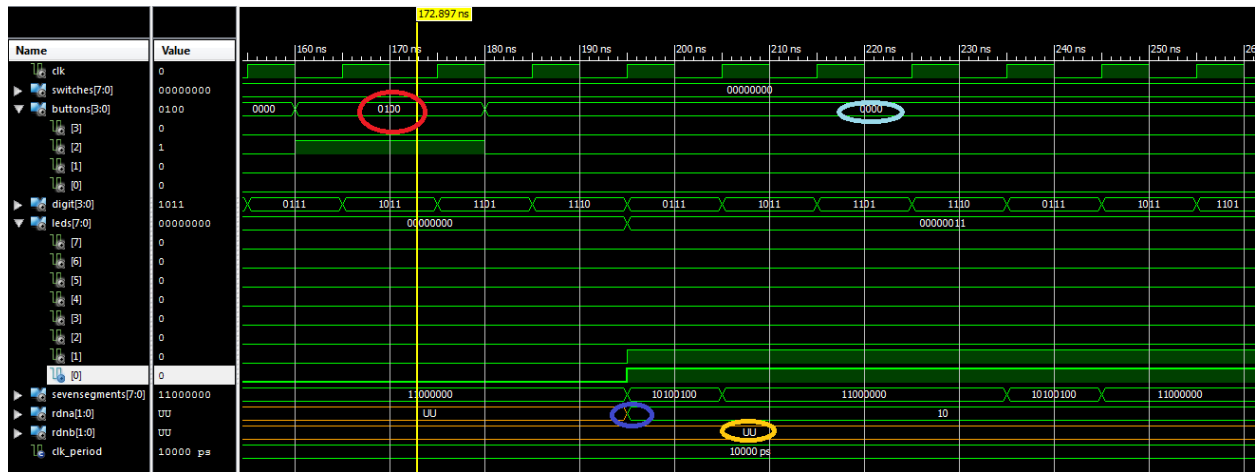 172.897 ns
Name Value 160 ns 170 ns 180 ns 190 ns 200 ns 210 ns 220 ns 230 ns 240 ns 250 ns
clk 0
switches[7:0] 00000000 00000000
buttons[3:0] 0100 0000 0100 0000
[3] 0
[2] 1
[1] 0
[0] 0
digit[3:0] 1011 0111 1011 1101 1110 0111 1011 1101 1110 0111 1011 1101
leds[7:0] 00000000 00000000 00000011
[7] 0
[6] 0
[5] 0
[4] 0
[3] 0
[2] 0
[1] 0
[0] 0
sevensegments[7:0] 11000000 11000000 10100100 11000000 10100100 11000000
rdna[1:0] UU UU 10
rdnb[1:0] UU UU
clk_period 10000 ps 10000 ps